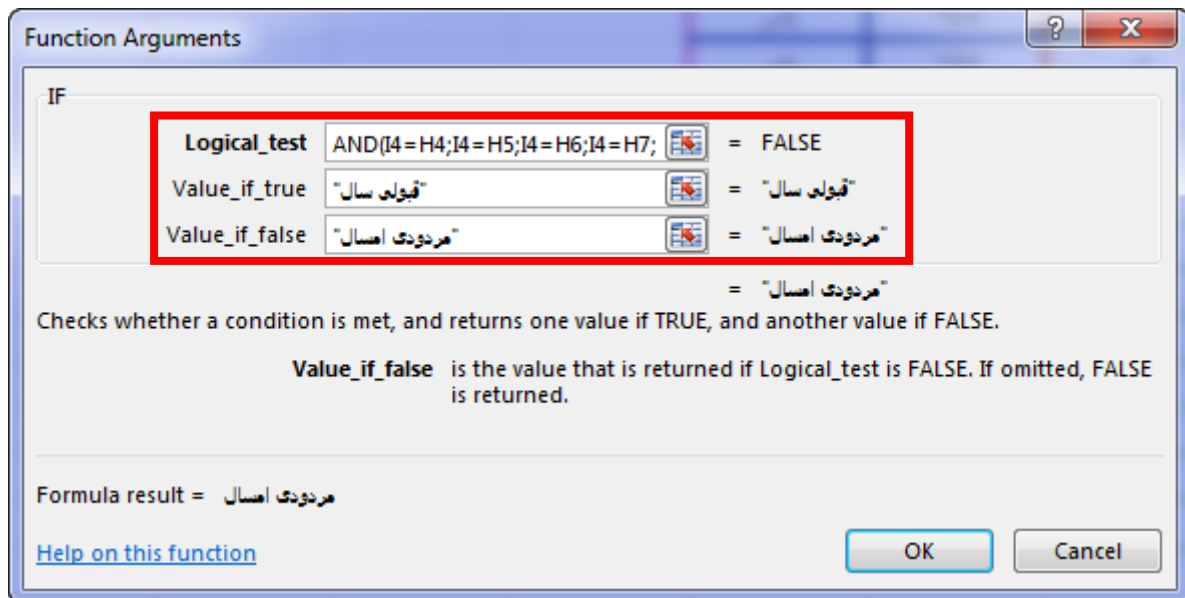 Function Arguments
IF
Logical_test AND(I4=H4;I4=H5;I4=H6;I4=H7; = FALSE
Value_if_true "قبولی سال" = "قبولی سال"
Value_if_false "مردودی امسال" = "مردودی امسال"
= "مردودی امسال"
Checks whether a condition is met, and returns one value if TRUE, and another value if FALSE.
Value_if_false is the value that is returned if Logical_test is FALSE. If omitted, FALSE
is returned.
Formula result = مردودی امسال
Help on this function
OK Cancel